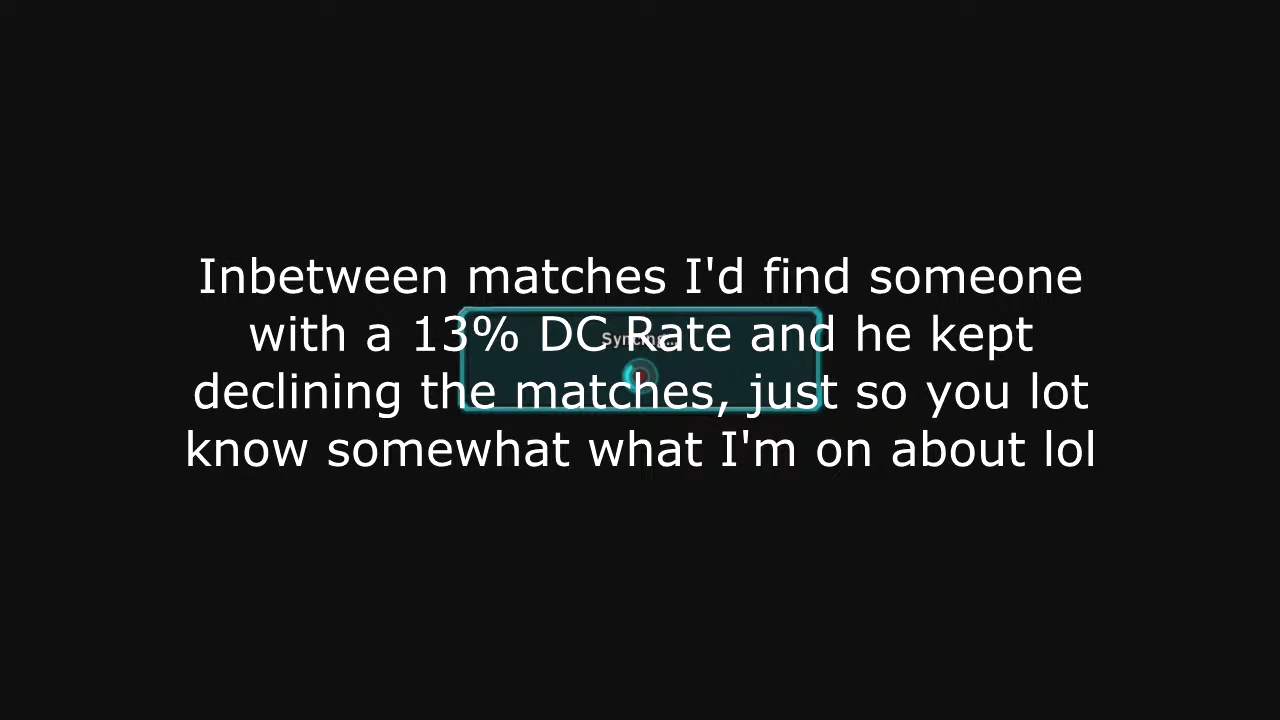 Inbetween matches I'd find someone
with a 13% DC Rate and he kept
Syncing...
declining the matches, just so you lot
know somewhat what I'm on about lol